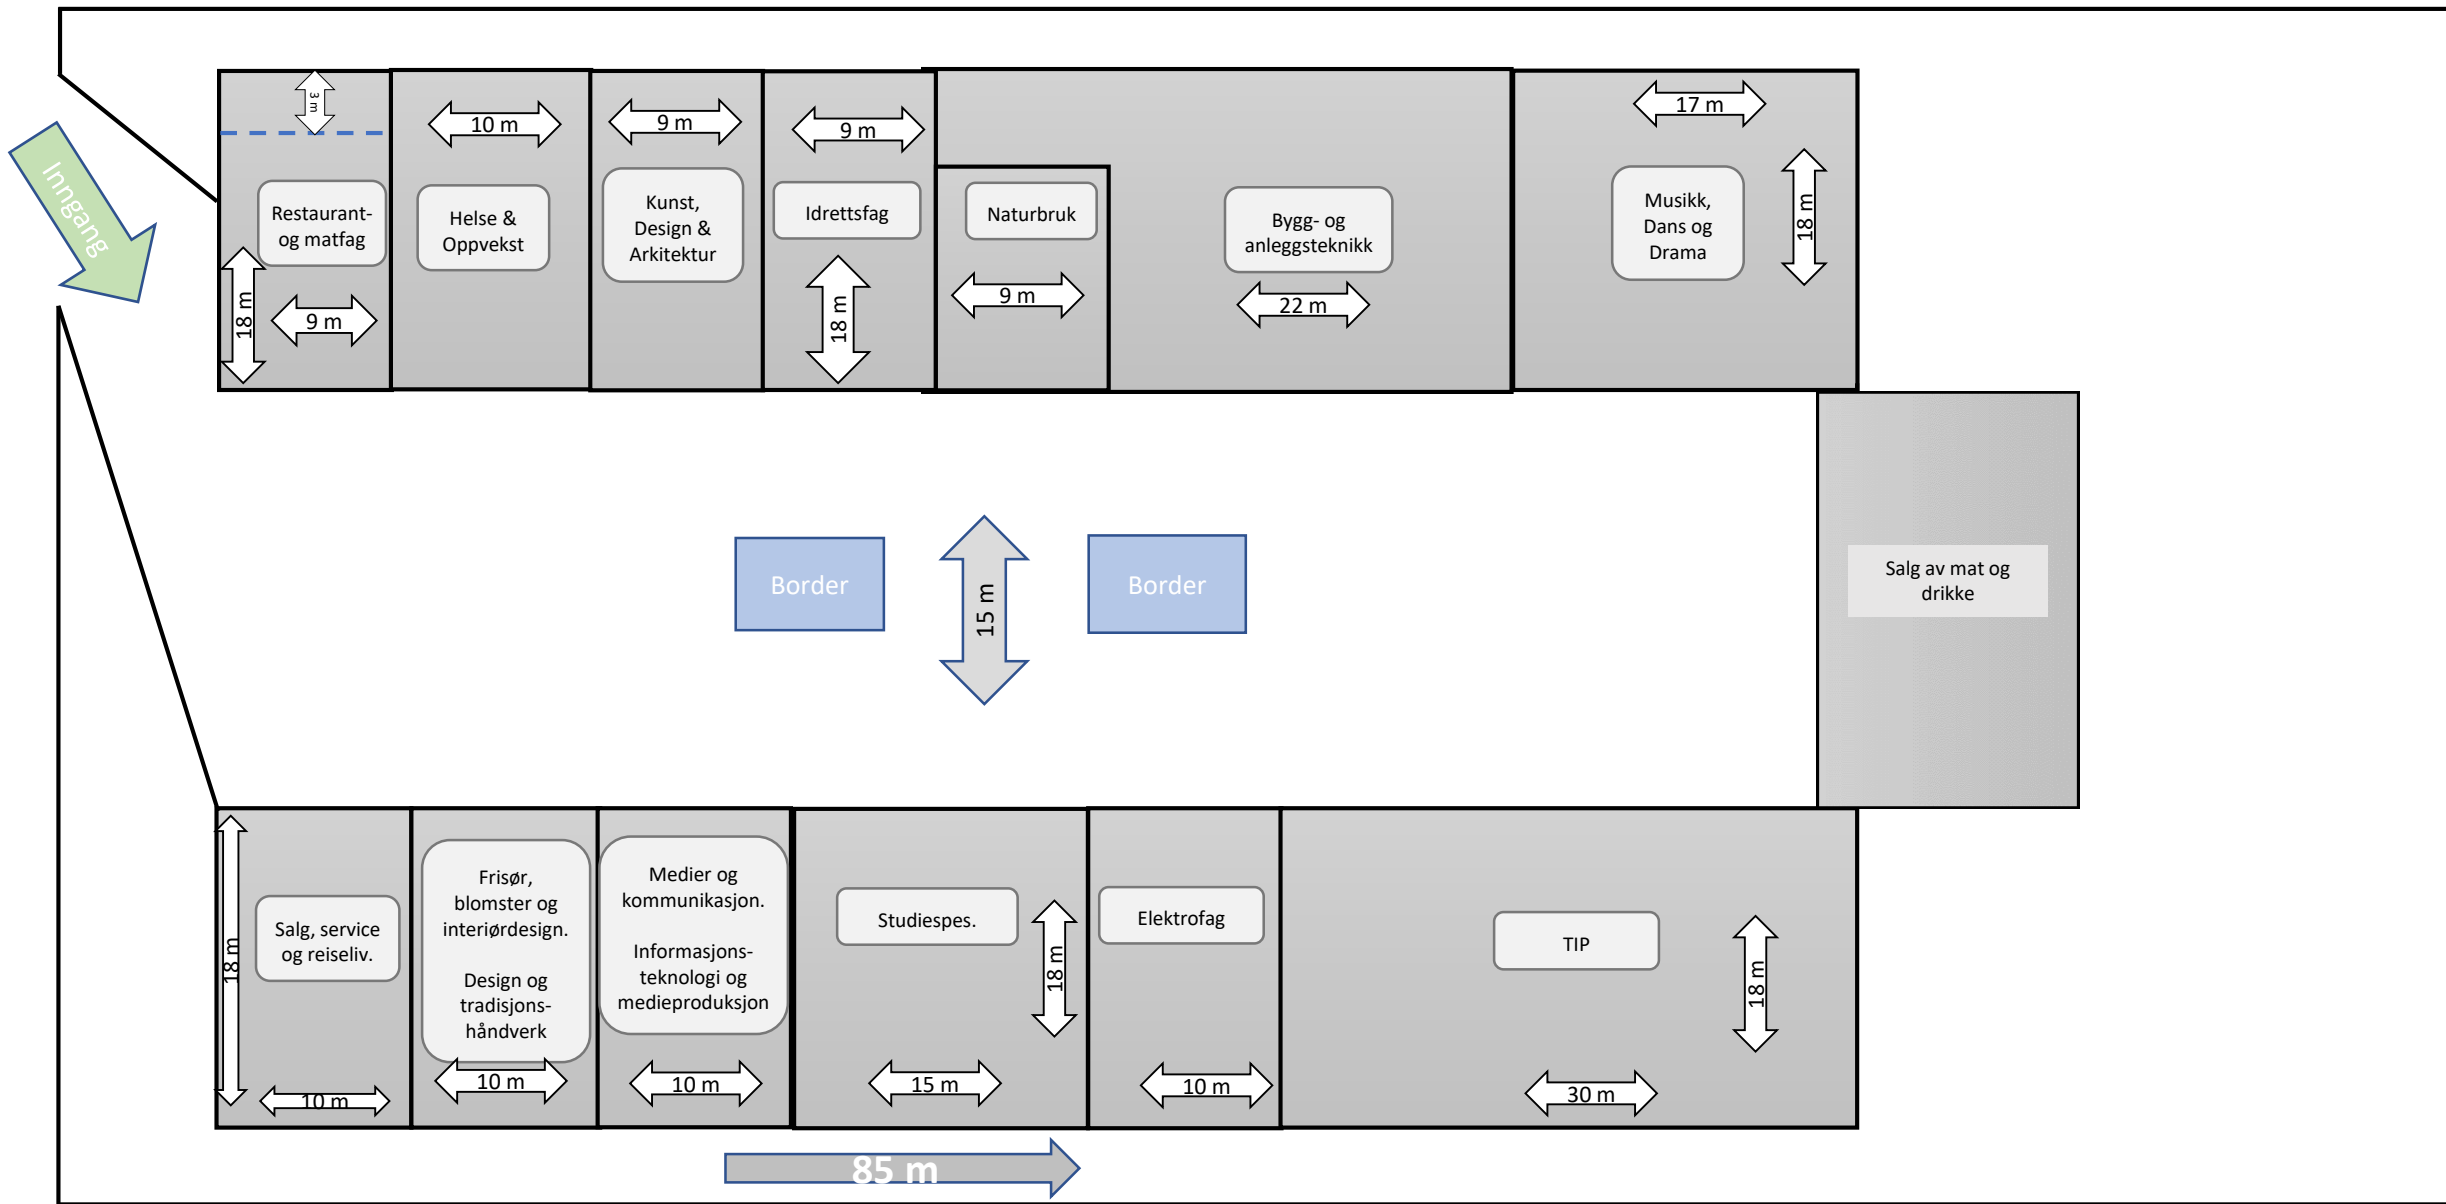 Inngang
3 m
Restaurant-
og matfag
18 m
9 m
10 m
Helse &
Oppvekst
9 m
Kunst,
Design &
Arkitektur
9 m
Idrettsfag
18 m
Naturbruk
9 m
Bygg- og
anleggsteknikk
22 m
17 m
Musikk,
Dans og
Drama
18 m
Border
15 m
Border
Salg av mat og
drikke
18 m
Salg, service
og reiseliv.
10 m
Frisør,
blomster og
interiørdesign.
Design og
tradisjons-
håndverk
10 m
Medier og
kommunikasjon.
Informasjons-
teknologi og
medieproduksjon
10 m
Studiespes.
18 m
15 m
Elektrofag
10 m
TIP
18 m
30 m
85 m